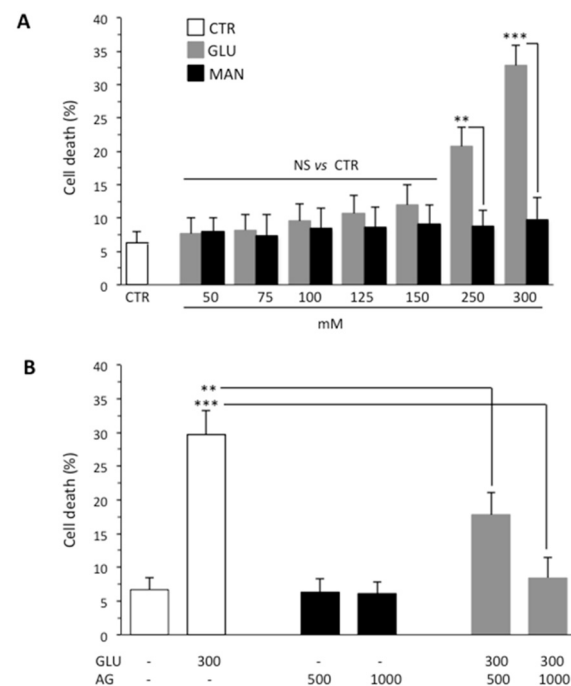 A
40
35
30
25
20
15
10
5
0
Cell death (%)
CTR
GLU
MAN
NS vs CTR
**
***
CTR 50 75 100 125 150 250 300
mM
B
40
35
30
25
20
15
10
5
0
Cell death (%)
**
***
GLU - 300 - - 300 300
AG - - 500 1000 500 1000